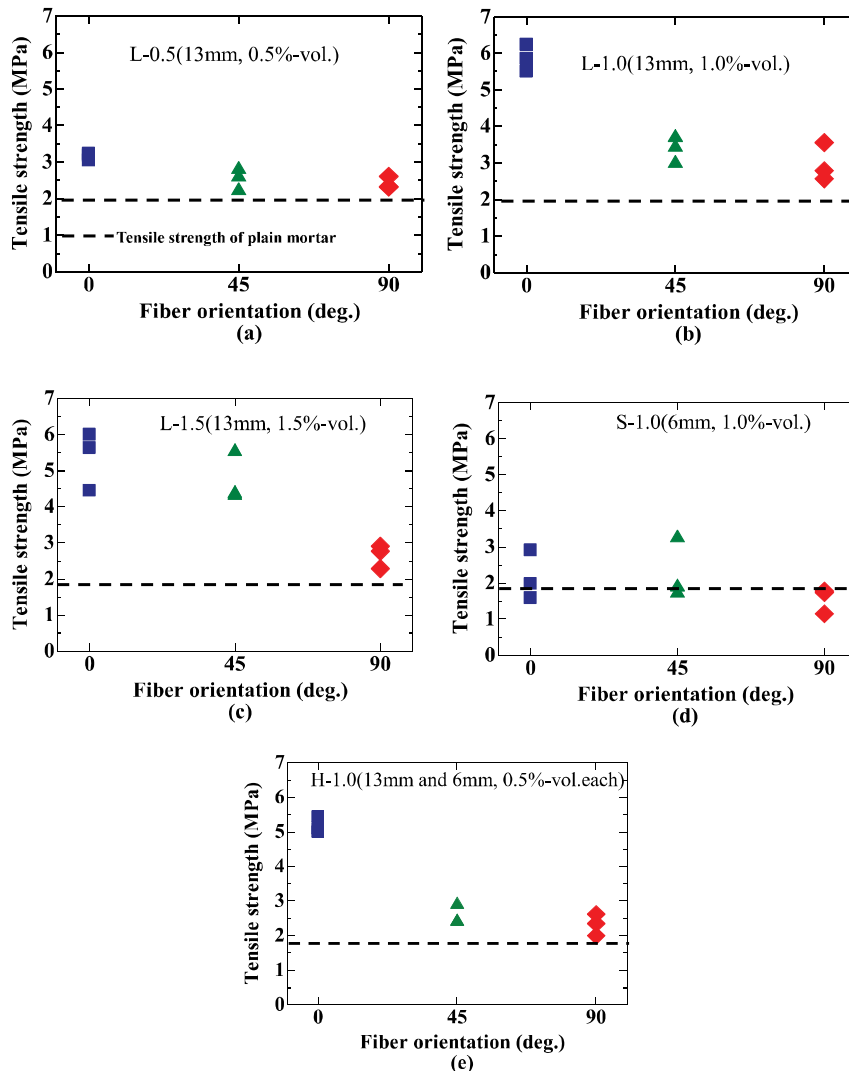 7
6
5
4
3
2
1
0
Tensile strength (MPa)
L-0.5(13mm, 0.5%-vol.)
Tensile strength of plain mortar
0 45 90
Fiber orientation (deg.)
(a)
7
6
5
4
3
2
1
0
Tensile strength (MPa)
L-1.0(13mm, 1.0%-vol.)
0 45 90
Fiber orientation (deg.)
(b)
7
6
5
4
3
2
1
0
Tensile strength (MPa)
L-1.5(13mm, 1.5%-vol.)
0 45 90
Fiber orientation (deg.)
(c)
7
6
5
4
3
2
1
0
Tensile strength (MPa)
S-1.0(6mm, 1.0%-vol.)
0 45 90
Fiber orientation (deg.)
(d)
7
6
5
4
3
2
1
0
Tensile strength (MPa)
H-1.0(13mm and 6mm, 0.5%-vol.each)
0 45 90
Fiber orientation (deg.)
(e)